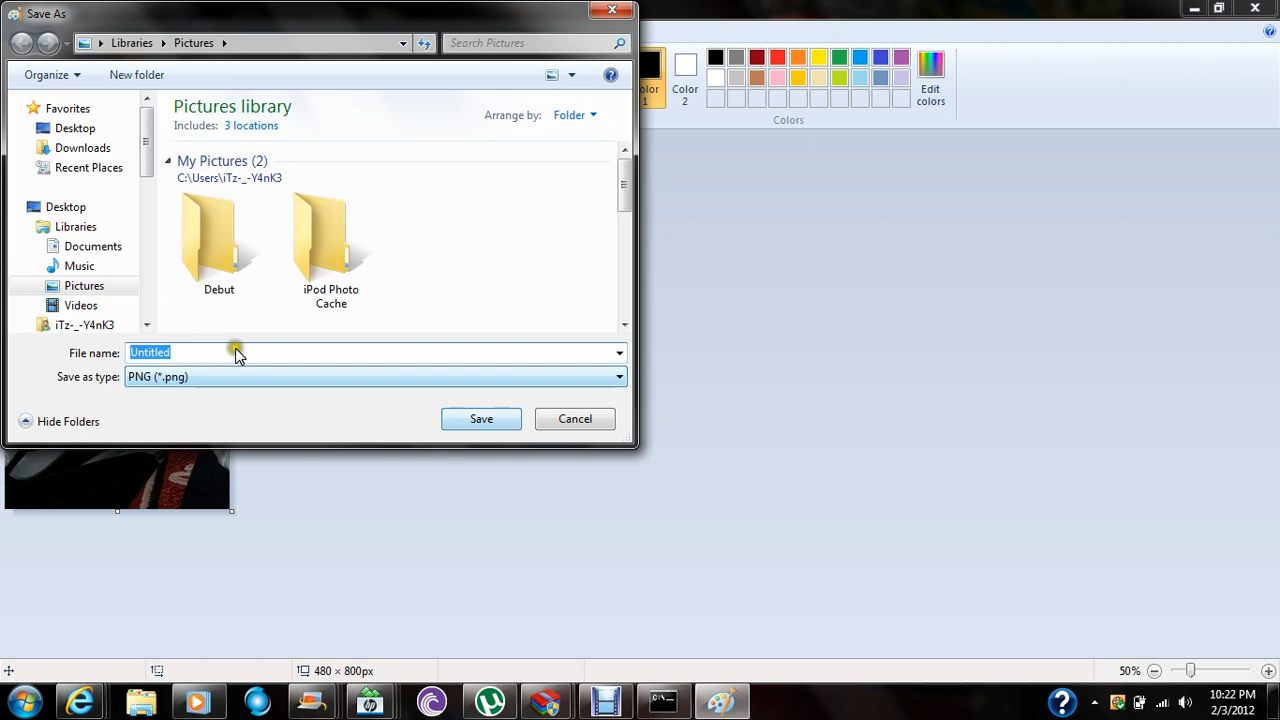 Save As
Libraries
Pictures
Search Pictures
Organize
New folder
Favorites
Desktop
Downloads
Recent Places
Desktop
Libraries
Documents
Music
Pictures
Videos
iTz-_-Y4nK3
Pictures library
Includes: 3 locations
Arrange by: Folder
My Pictures (2)
C:\Users\iTz-_-Y4nK3
Debut
iPod Photo
Cache
File name: Untitled
Save as type: PNG (*.png)
Hide Folders
Save
Cancel
olor
1
Color
2
Edit
colors
Colors
480 × 800px
50%
C:\_
hp
10:22 PM
2/3/2012